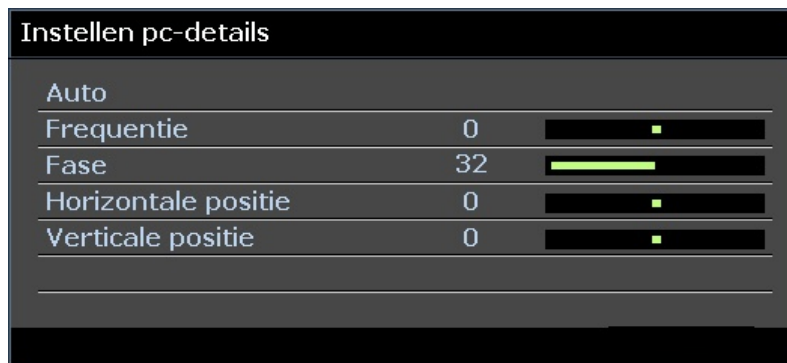 Instellen pc-details
Auto
Frequentie 0
Fase 32
Horizontale positie 0
Verticale positie 0